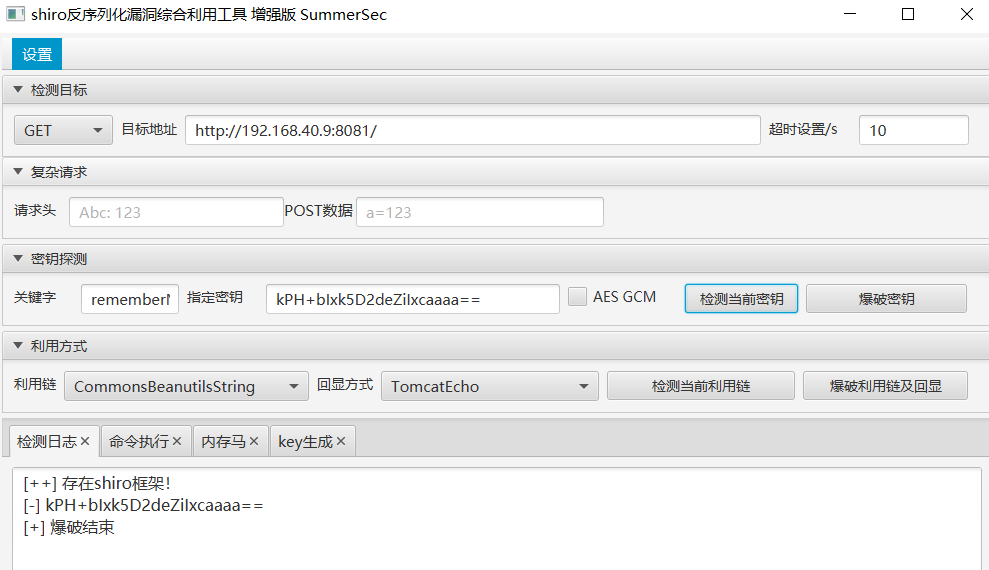 shiro反序列化漏洞综合利用工具 增强版 SummerSec
设置
检测目标
GET 目标地址 http://192.168.40.9:8081/ 超时设置/s 10
复杂请求
请求头 Abc: 123 POST数据 a=123
密钥探测
关键字 rememberM 指定密钥 kPH+bIxk5D2deZiIxcaaaa== AES GCM 检测当前密钥 爆破密钥
利用方式
利用链 CommonsBeanutilsString 回显方式 TomcatEcho 检测当前利用链 爆破利用链及回显
检测日志 命令执行 内存马 key生成
[++] 存在shiro框架!
[-] kPH+bIxk5D2deZiIxcaaaa==
[+] 爆破结束